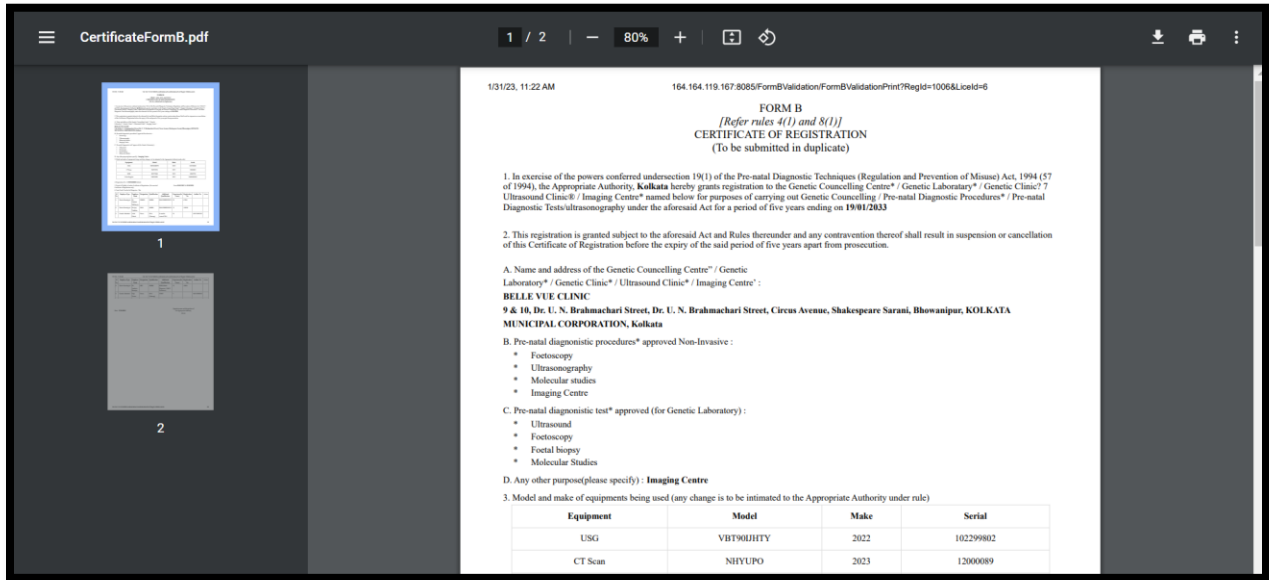 CertificateFormB.pdf
1 / 2
80%
1
2
1/31/23, 11:22 AM
164.164.119.167:8085/FormBValidation/FormBValidationPrint?RegId=1006&LiceId=6
FORM B
[Refer rules 4(1) and 8(1)]
CERTIFICATE OF REGISTRATION
(To be submitted in duplicate)
1. In exercise of the powers conferred undersection 19(1) of the Pre-natal Diagnostic Techniques (Regulation and Prevention of Misuse) Act, 1994 (57
of 1994), the Appropriate Authority, Kolkata hereby grants registration to the Genetic Councelling Centre* / Genetic Laboratary* / Genetic Clinic? 7
Ultrasound Clinic® / Imaging Centre* named below for purposes of carrying out Genetic Councelling / Pre-natal Diagnostic Procedures* / Pre-natal
Diagnostic Tests/ultrasonography under the aforesaid Act for a period of five years ending on 19/01/2033
2. This registration is granted subject to the aforesaid Act and Rules thereunder and any contravention thereof shall result in suspension or cancellation
of this Certificate of Registration before the expiry of the said period of five years apart from prosecution.
A. Name and address of the Genetic Councelling Centre" / Genetic
Laboratory* / Genetic Clinic* / Ultrasound Clinic* / Imaging Centre' :
BELLE VUE CLINIC
9 & 10, Dr. U. N. Brahmachari Street, Dr. U. N. Brahmachari Street, Circus Avenue, Shakespeare Sarani, Bhowanipur, KOLKATA
MUNICIPAL CORPORATION, Kolkata
B. Pre-natal diagnonistic procedures* approved Non-Invasive :
* Foetoscopy
* Ultrasonography
* Molecular studies
* Imaging Centre
C. Pre-natal diagnonistic test* approved (for Genetic Laboratory) :
* Ultrasound
* Foetoscopy
* Foetal biopsy
* Molecular Studies
D. Any other purpose(please specify) : Imaging Centre
3. Model and make of equipments being used (any change is to be intimated to the Appropriate Authority under rule)
Equipment Model Make Serial
USG VBT90IJHTY 2022 102299802
CT Scan NHYUPO 2023 12000089